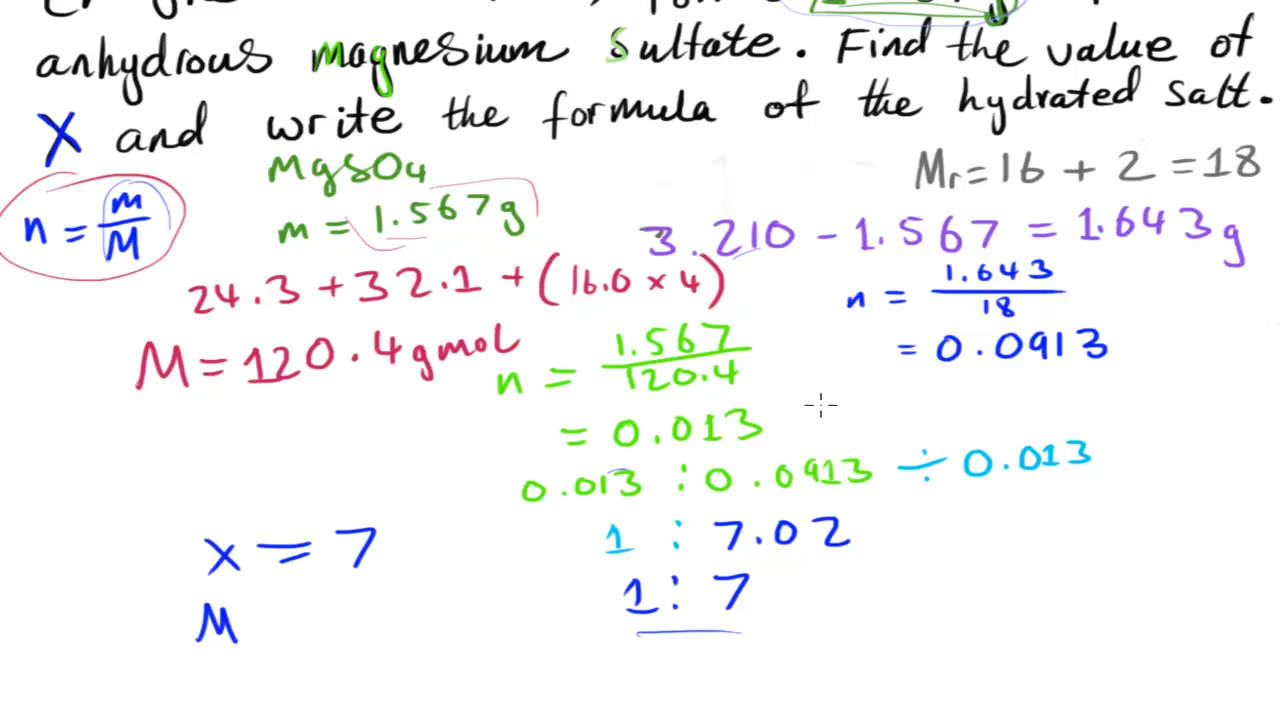 anhydrous magnesium sulfate. Find the value of
X and write the formula of the hydrated salt.
MgSO4
Mr = 16 + 2 = 18
n = m/M
m = 1.567g
3.210 - 1.567 = 1.643g
24.3 + 32.1 + (16.0 × 4)
n = 1.643/18
= 0.0913
M = 120.4 gmol
n = 1.567/120.4
= 0.013
0.013 : 0.0913 ÷ 0.013
1 : 7.02
x = 7
1 : 7
M